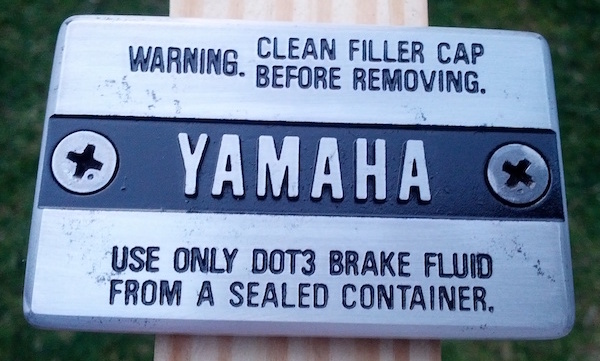 WARNING. CLEAN FILLER CAP
BEFORE REMOVING.
YAMAHA
USE ONLY DOT3 BRAKE FLUID
FROM A SEALED CONTAINER.